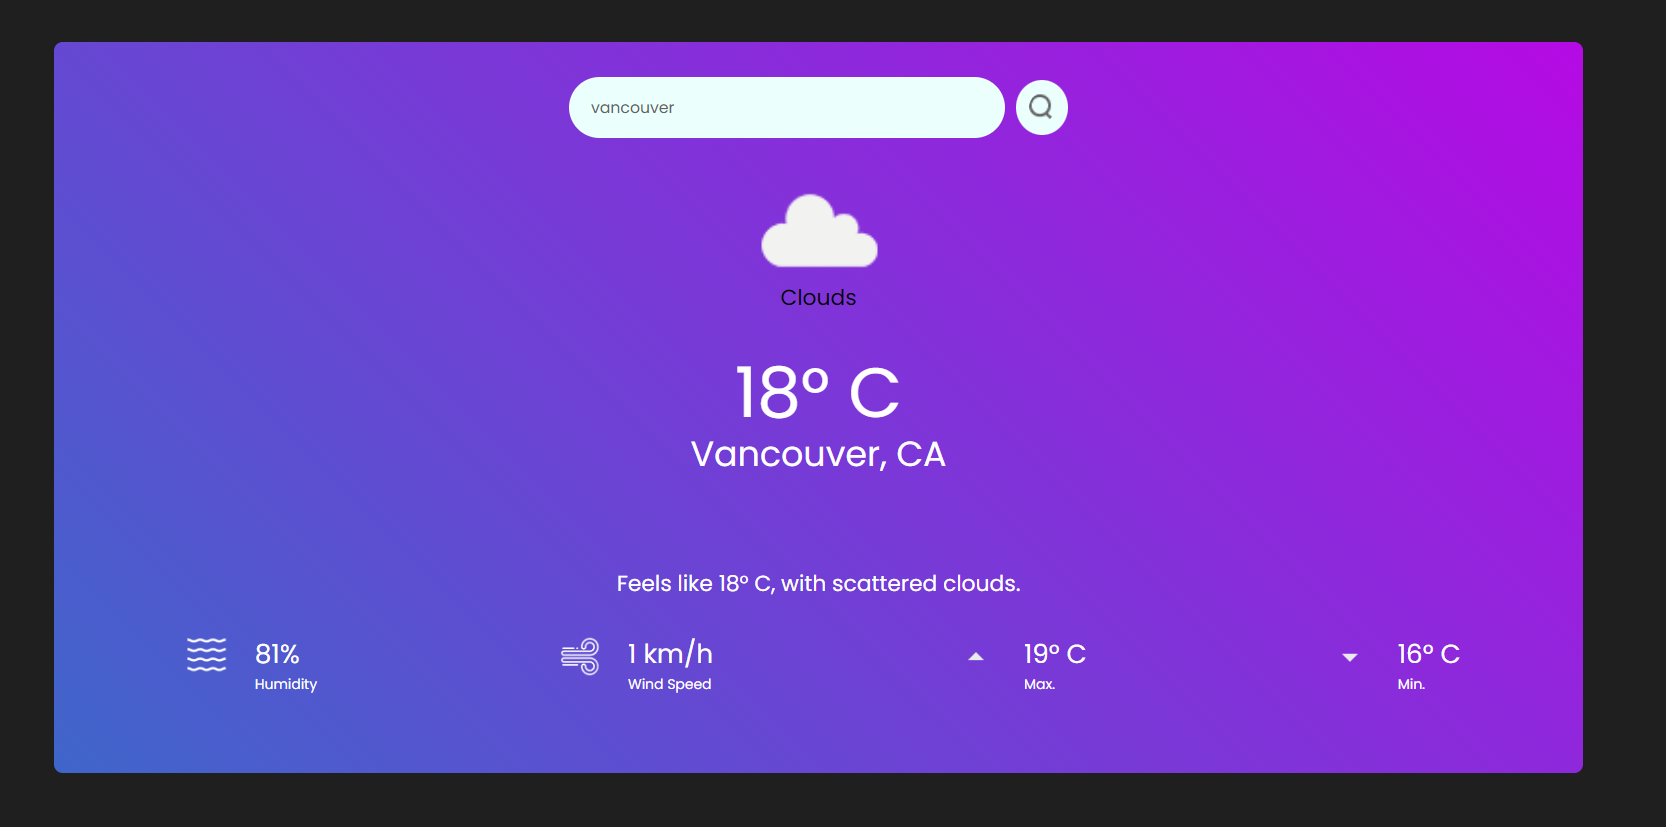 vancouver
Clouds
18° C
Vancouver, CA
Feels like 18° C, with scattered clouds.
81%
Humidity
1 km/h
Wind Speed
19° C
Max.
16° C
Min.